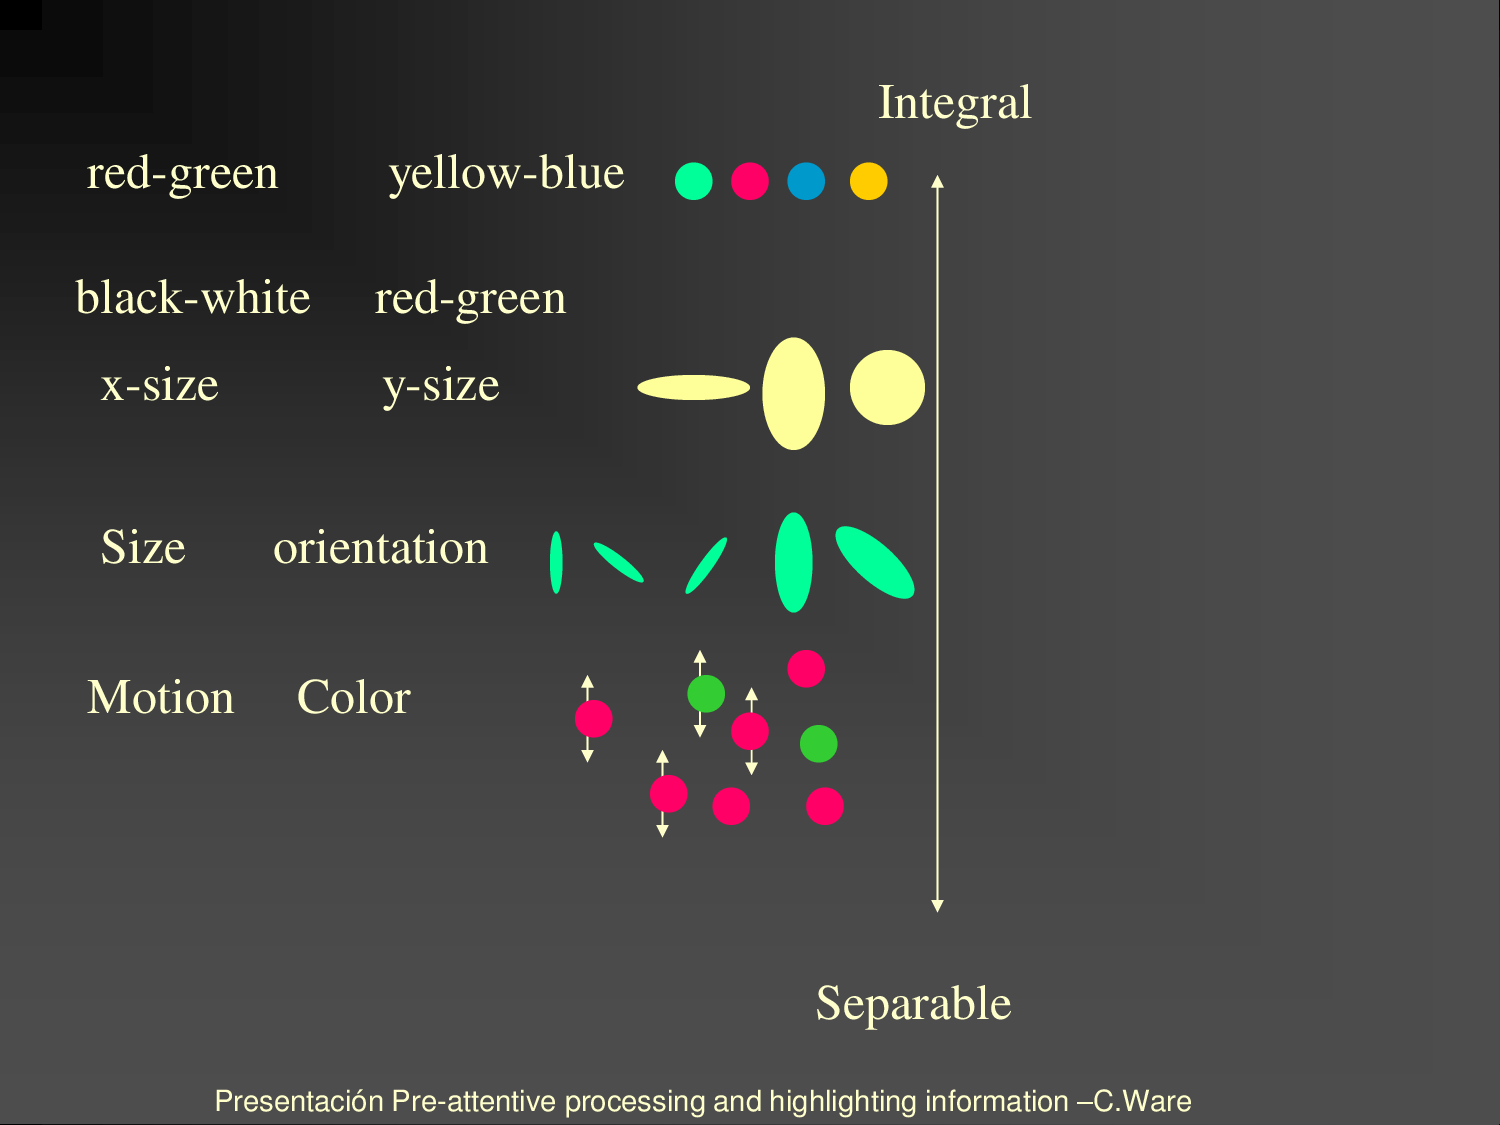 Integral
red-green yellow-blue
black-white red-green
x-size y-size
Size orientation
Motion Color
Separable
Presentación Pre-attentive processing and highlighting information –C.Ware